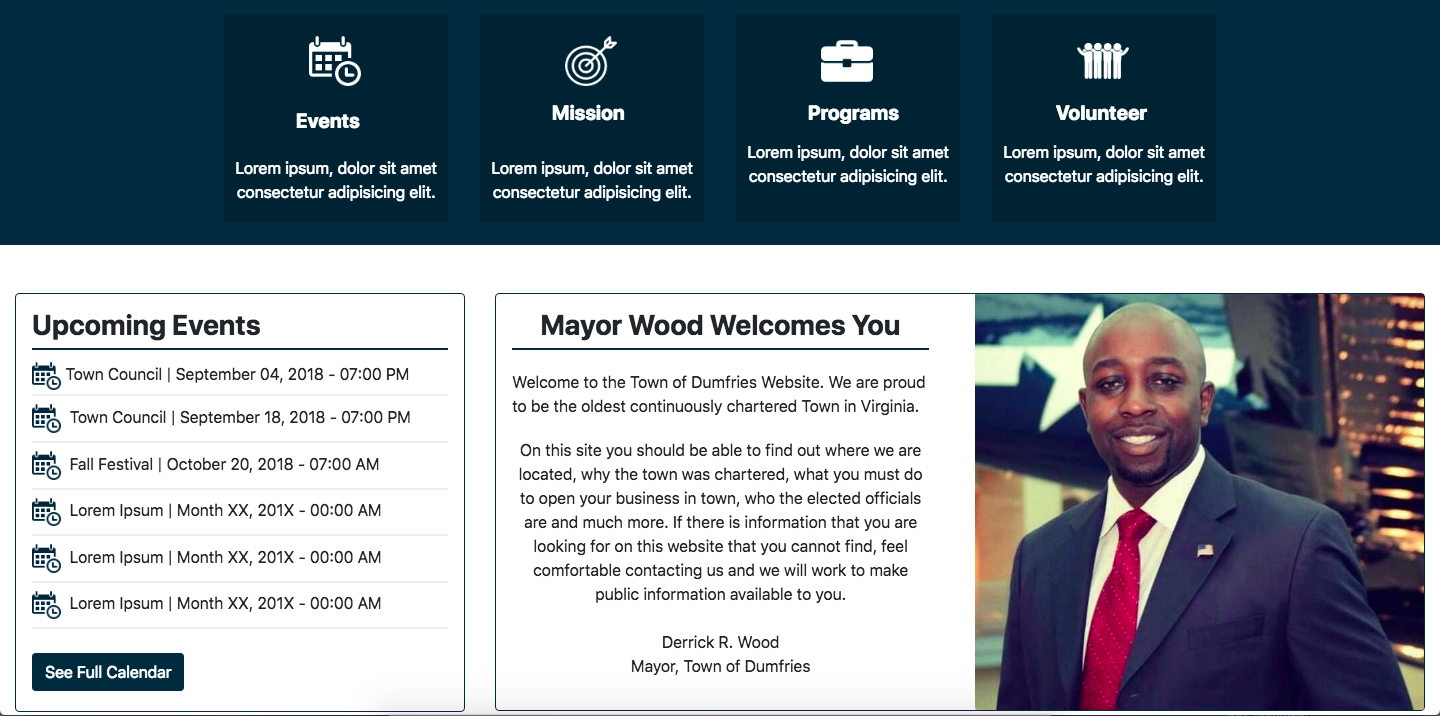 Events
Lorem ipsum, dolor sit amet
consectetur adipisicing elit.
Mission
Lorem ipsum, dolor sit amet
consectetur adipisicing elit.
Programs
Lorem ipsum, dolor sit amet
consectetur adipisicing elit.
Volunteer
Lorem ipsum, dolor sit amet
consectetur adipisicing elit.
Upcoming Events
Town Council | September 04, 2018 - 07:00 PM
Town Council | September 18, 2018 - 07:00 PM
Fall Festival | October 20, 2018 - 07:00 AM
Lorem Ipsum | Month XX, 201X - 00:00 AM
Lorem Ipsum | Month XX, 201X - 00:00 AM
Lorem Ipsum | Month XX, 201X - 00:00 AM
See Full Calendar
Mayor Wood Welcomes You
Welcome to the Town of Dumfries Website. We are proud
to be the oldest continuously chartered Town in Virginia.
On this site you should be able to find out where we are
located, why the town was chartered, what you must do
to open your business in town, who the elected officials
are and much more. If there is information that you are
looking for on this website that you cannot find, feel
comfortable contacting us and we will work to make
public information available to you.
Derrick R. Wood
Mayor, Town of Dumfries